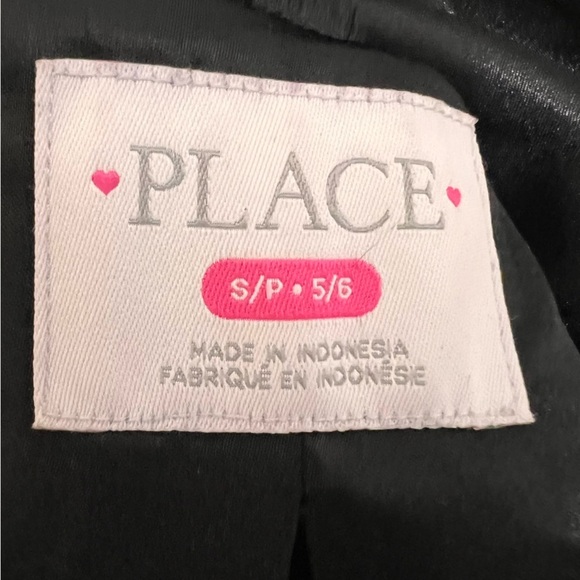 PLACE
S/P • 5/6
MADE IN INDONESIA
FABRIQUÉ EN INDONÉSIE